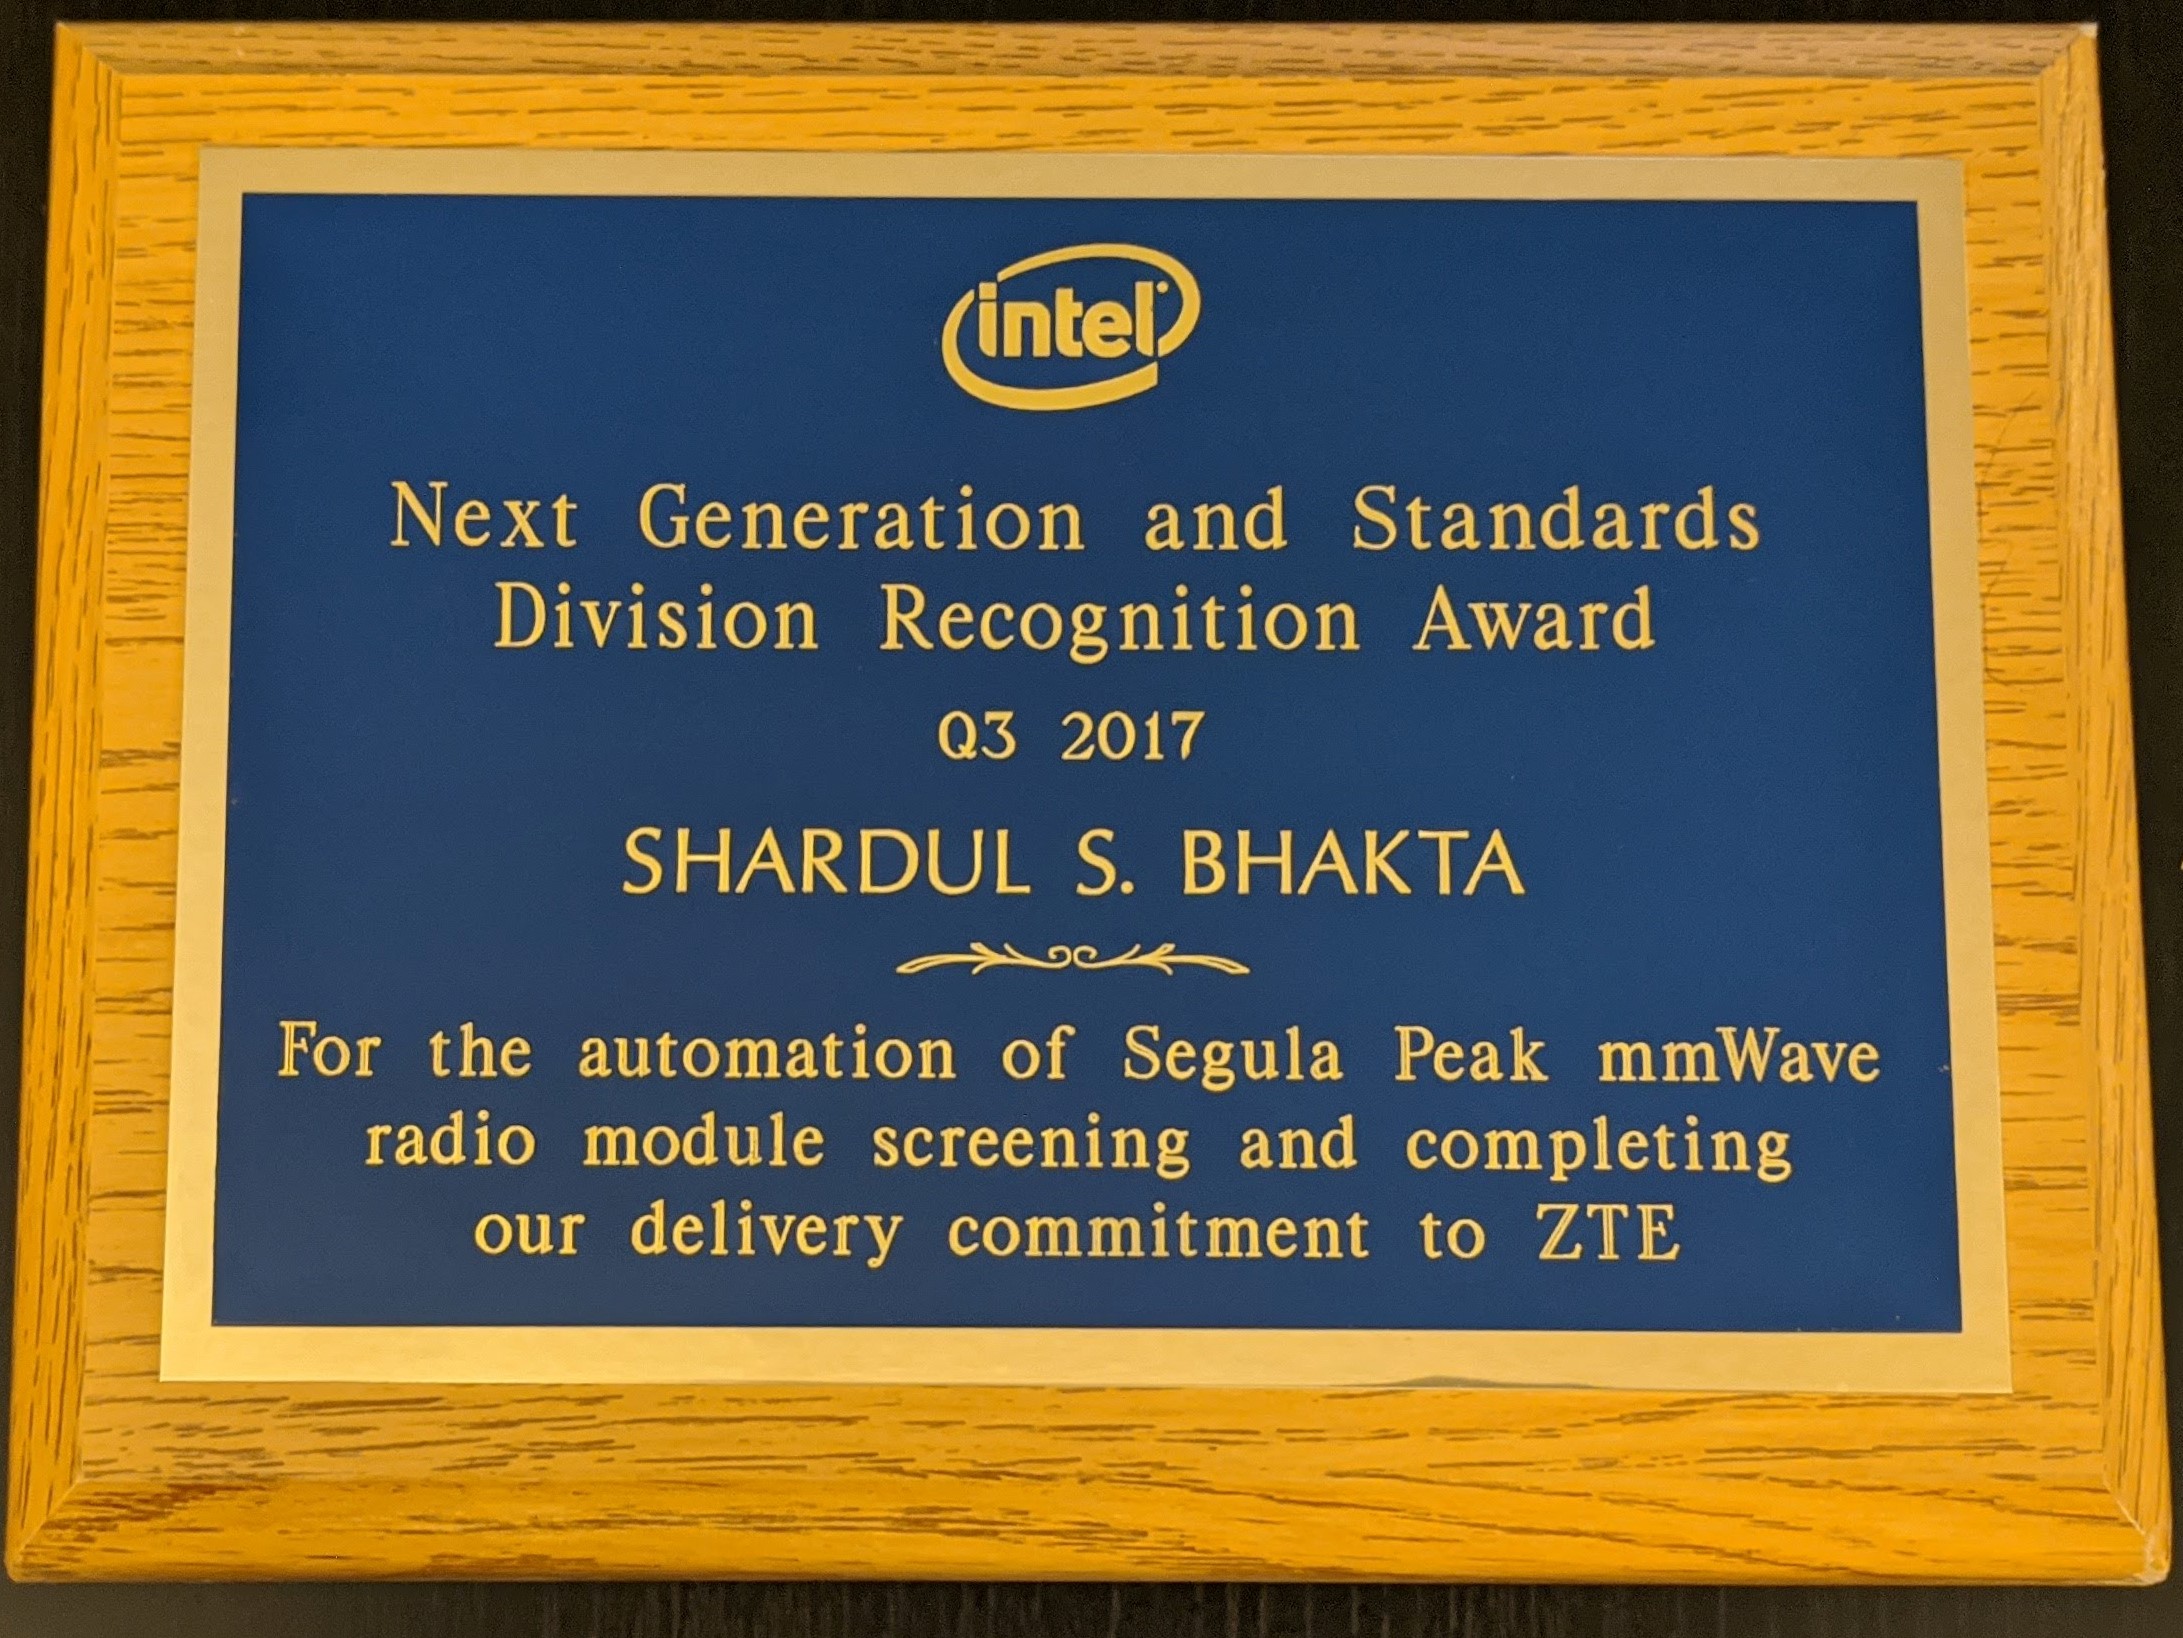 intel
Next Generation and Standards
Division Recognition Award
Q3 2017
SHARDUL S. BHAKTA
For the automation of Segula Peak mmWave
radio module screening and completing
our delivery commitment to ZTE